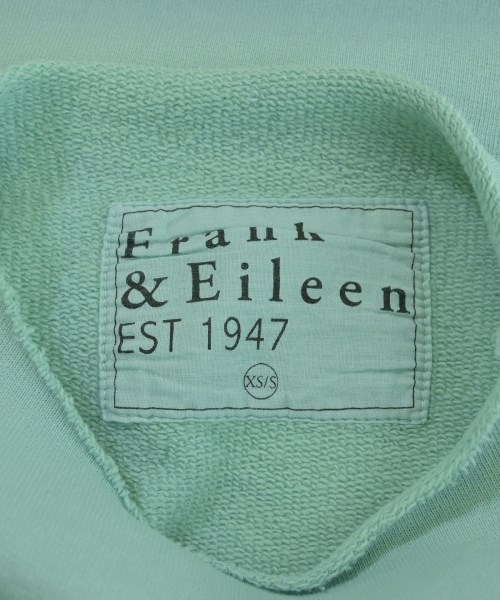 Frank
& Eileen
EST 1947
XS/S